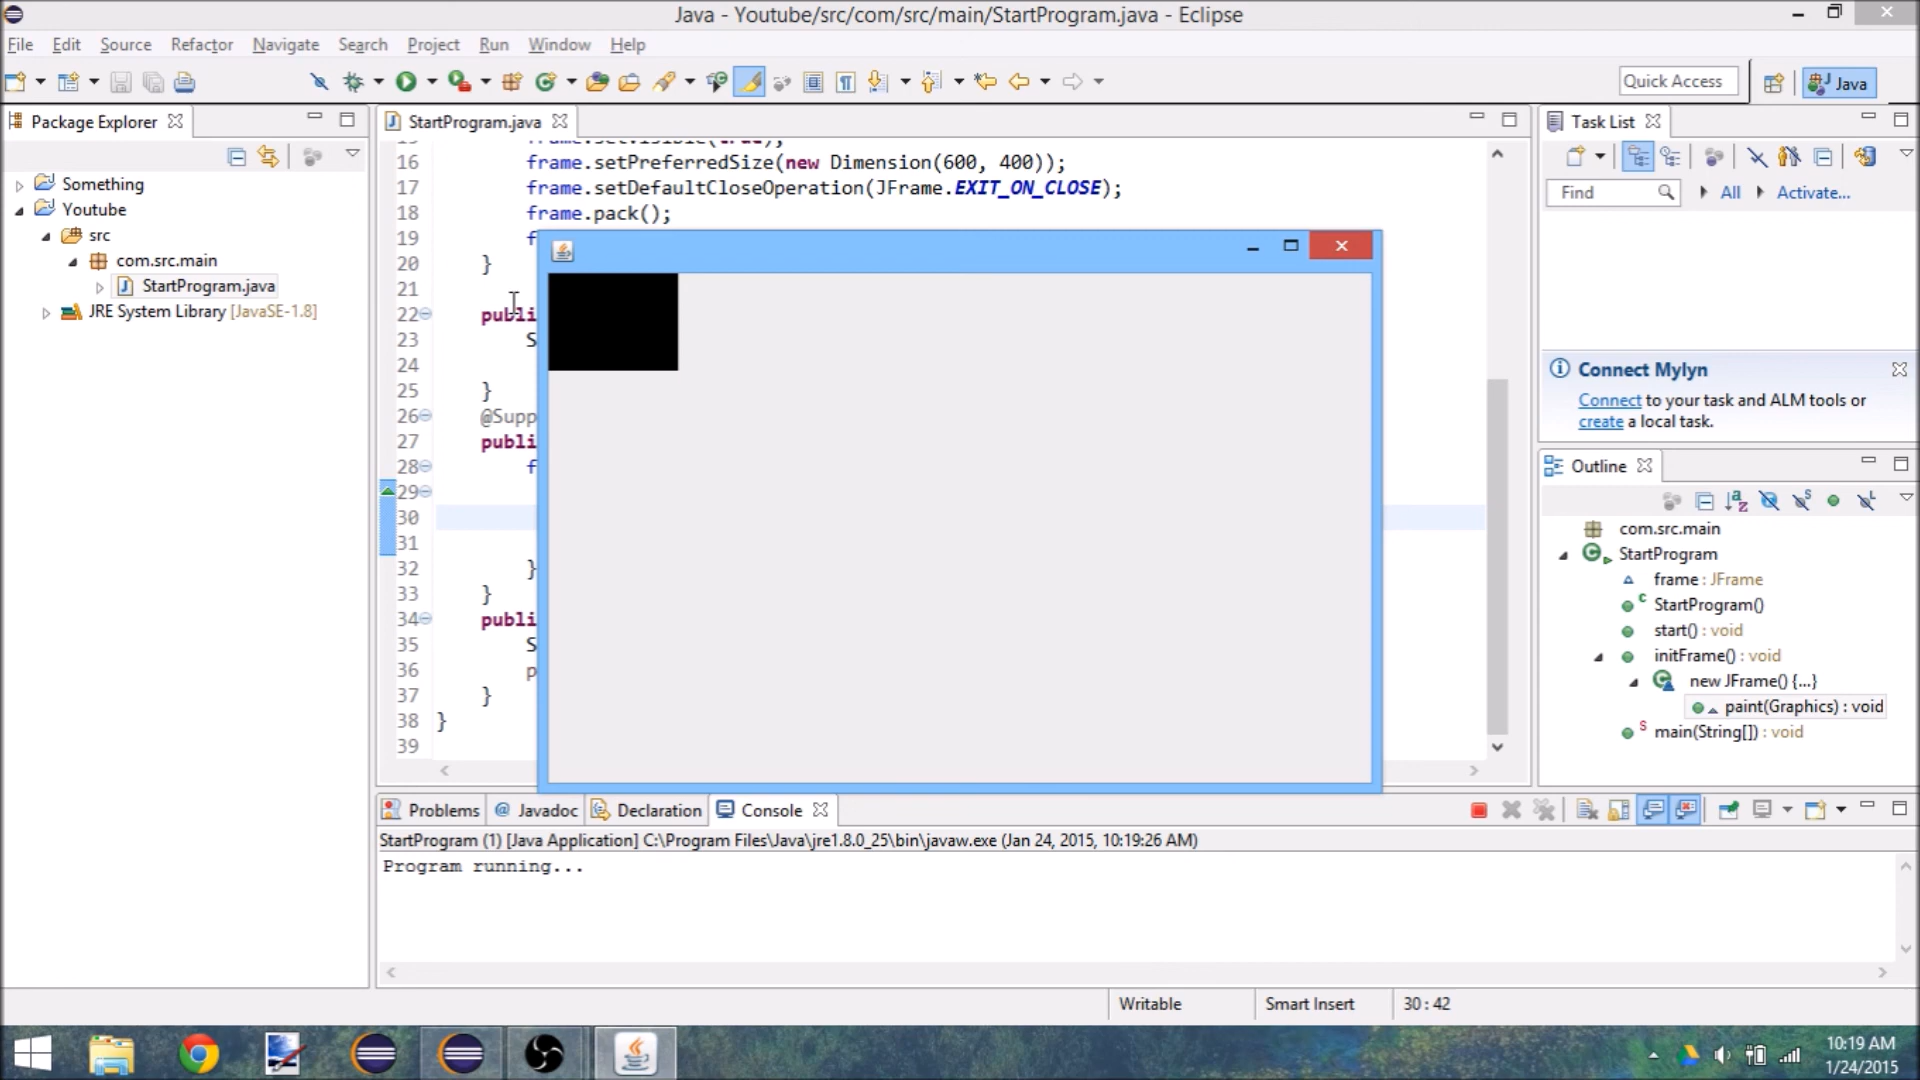 Java - Youtube/src/com/src/main/StartProgram.java - Eclipse
File Edit Source Refactor Navigate Search Project Run Window Help
Quick Access
Java
Package Explorer
Something
Youtube
src
com.src.main
StartProgram.java
JRE System Library [JavaSE-1.8]
StartProgram.java
16 frame.setPreferredSize(new Dimension(600, 400));
17 frame.setDefaultCloseOperation(JFrame.EXIT_ON_CLOSE);
18 frame.pack();
19 f
20 }
21
22 publi
23 S
24
25 }
26 @Supp
27 publi
28 f
29
30
31
32 }
33 }
34 publi
35 S
36 p
37 }
38 }
39
Task List
Find All Activate...
Connect Mylyn
Connect to your task and ALM tools or
create a local task.
Outline
com.src.main
StartProgram
frame : JFrame
StartProgram()
start() : void
initFrame() : void
new JFrame() {...}
paint(Graphics) : void
main(String[]) : void
Problems @ Javadoc Declaration Console
StartProgram (1) [Java Application] C:\Program Files\Java\jre1.8.0_25\bin\javaw.exe (Jan 24, 2015, 10:19:26 AM)
Program running...
Writable Smart Insert 30 : 42
10:19 AM
1/24/2015